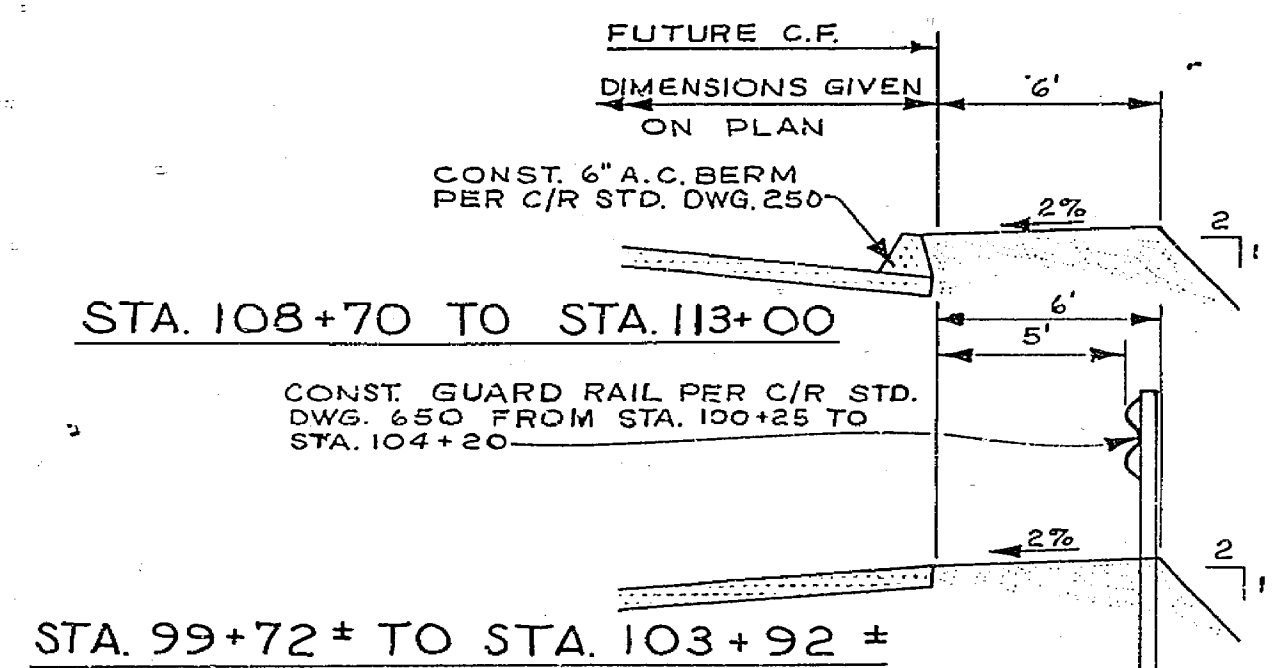 FUTURE C.F.
DIMENSIONS GIVEN
ON PLAN
6'
CONST. 6" A.C. BERM
PER C/R STD. DWG. 250
2%
2
1
STA. 108+70 TO STA. 113+00
6'
5'
CONST. GUARD RAIL PER C/R STD.
DWG. 650 FROM STA. 100+25 TO
STA. 104+20
2%
2
1
STA. 99+72 ± TO STA. 103+92 ±